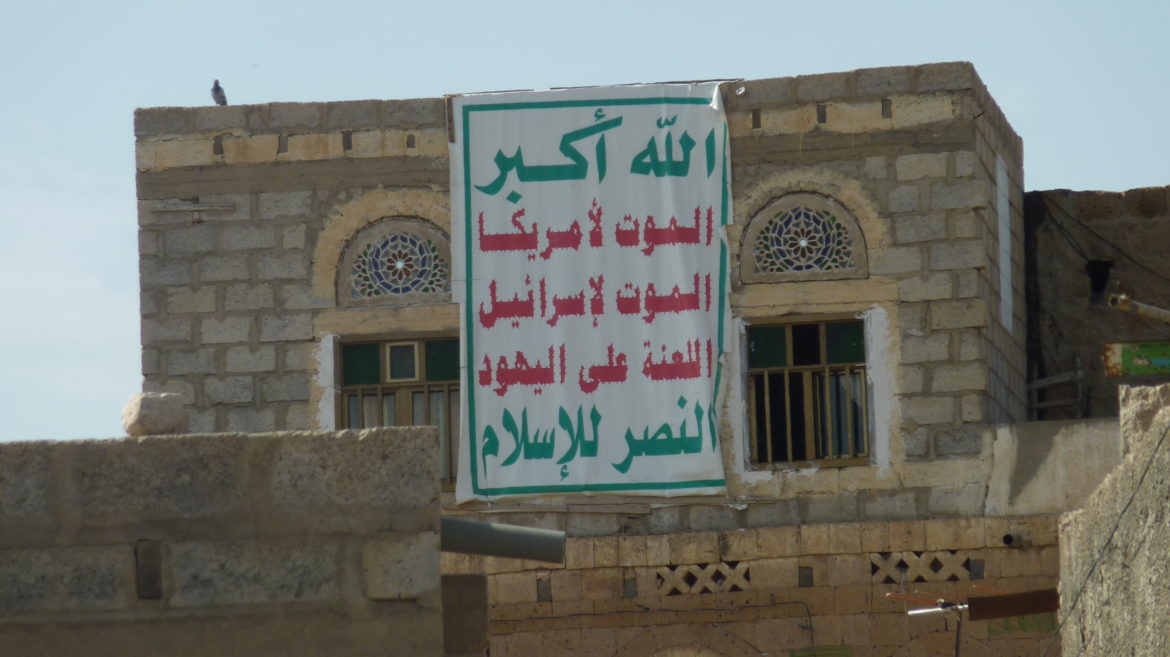 الله أكبر
الموت لأمريكا
الموت لإسرائيل
اللعنة على اليهود
النصر للإسلام